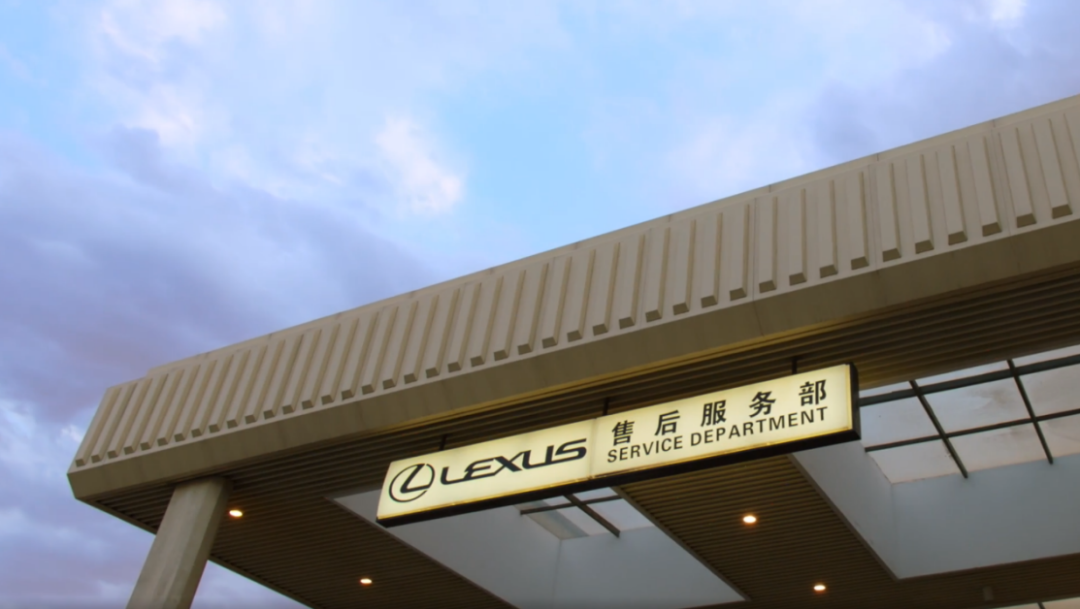 LEXUS
售后服务部
SERVICE DEPARTMENT